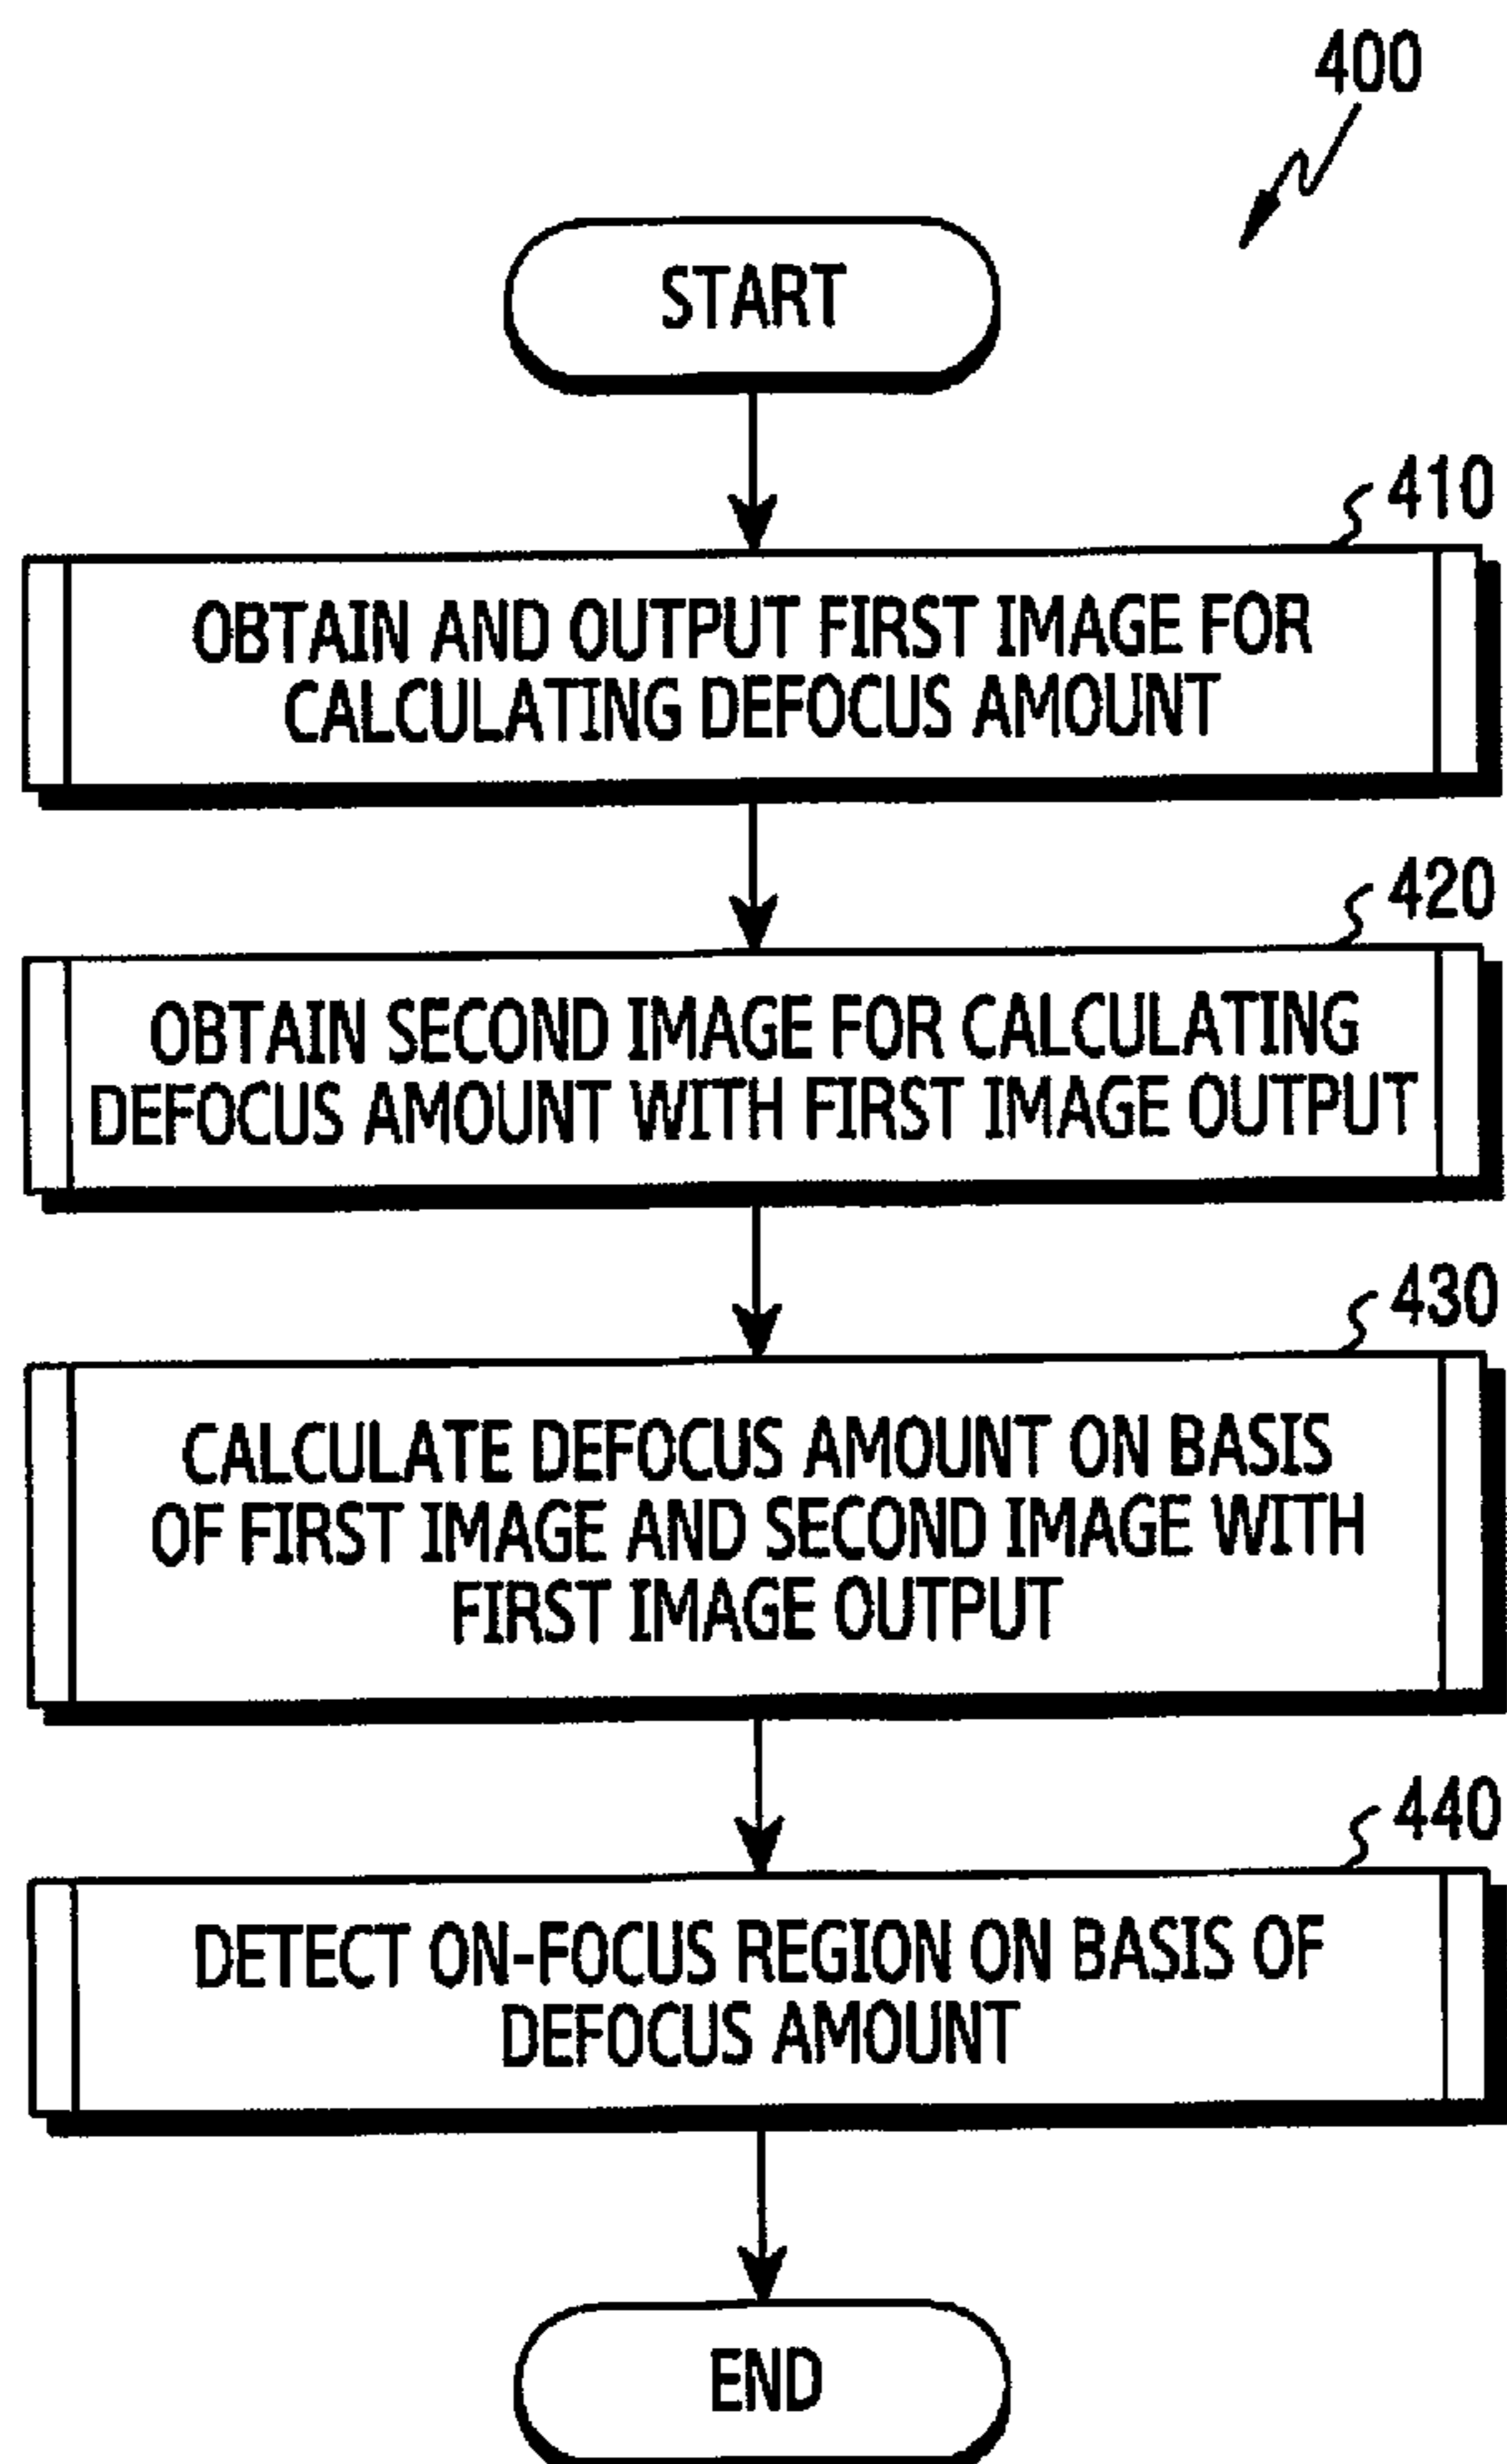 400
START
410
OBTAIN AND OUTPUT FIRST IMAGE FOR
CALCULATING DEFOCUS AMOUNT
420
OBTAIN SECOND IMAGE FOR CALCULATING
DEFOCUS AMOUNT WITH FIRST IMAGE OUTPUT
430
CALCULATE DEFOCUS AMOUNT ON BASIS
OF FIRST IMAGE AND SECOND IMAGE WITH
FIRST IMAGE OUTPUT
440
DETECT ON-FOCUS REGION ON BASIS OF
DEFOCUS AMOUNT
END